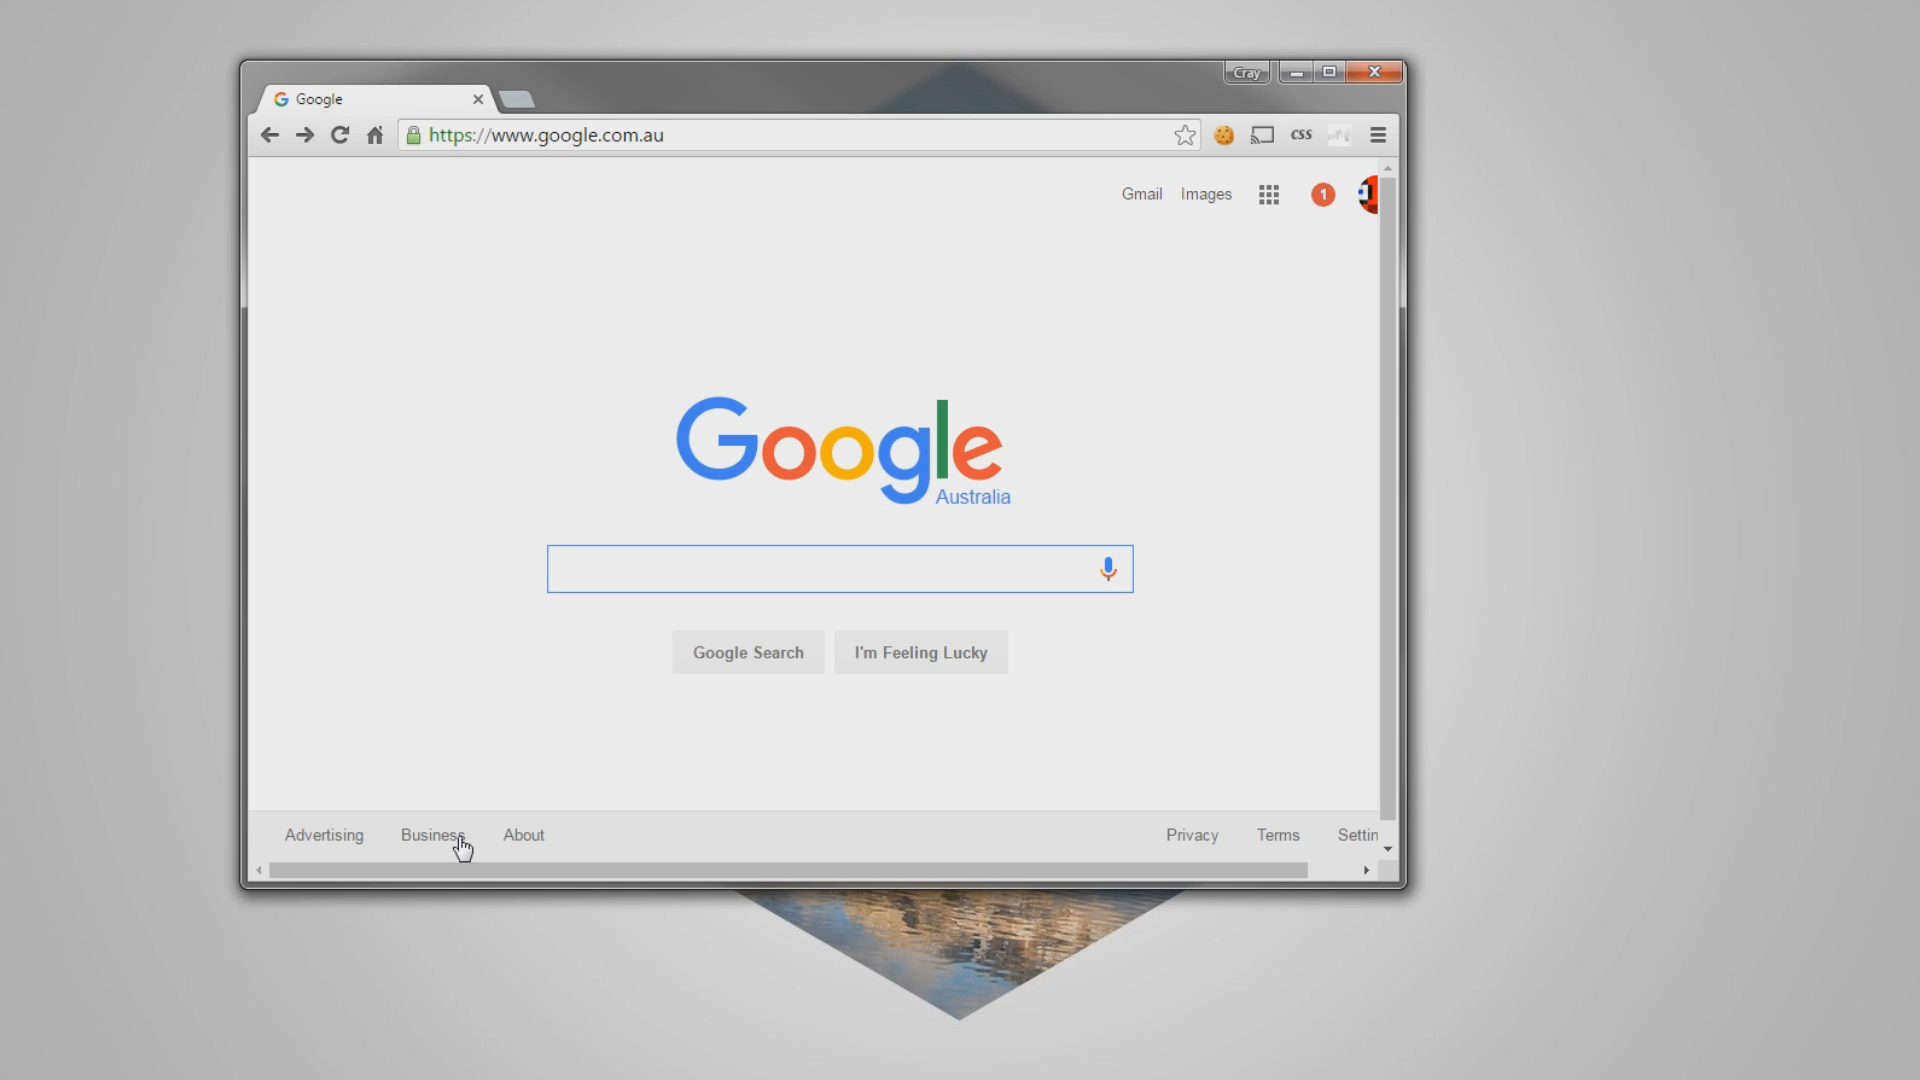 Cray
Google
https://www.google.com.au
css
Gmail Images 1
Google
Australia
Google Search I'm Feeling Lucky
Advertising Business About Privacy Terms Settin